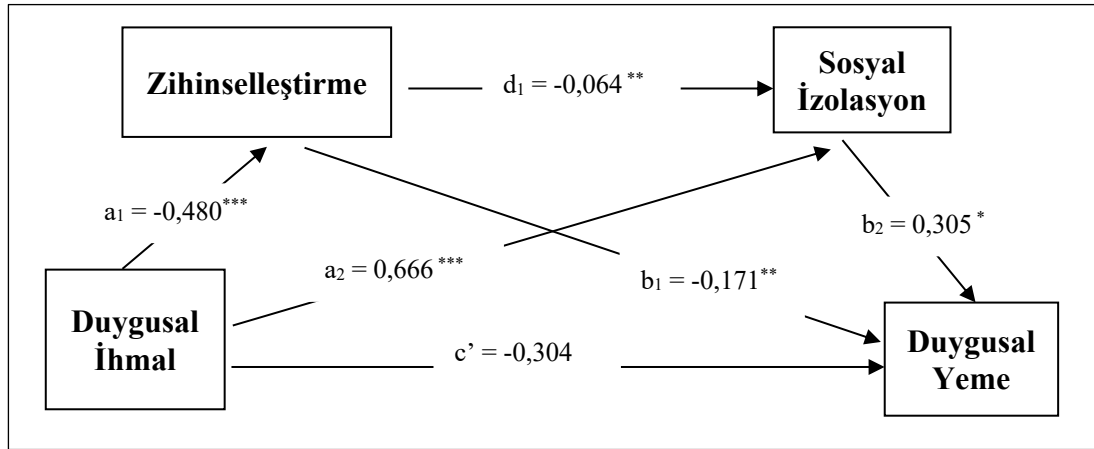 Zihinselleştirme
d₁ = -0,064 **
Sosyal
İzolasyon
a₁ = -0,480***
a₂ = 0,666 ***
b₁ = -0,171**
b₂ = 0,305 *
Duygusal
İhmal
c’ = -0,304
Duygusal
Yeme